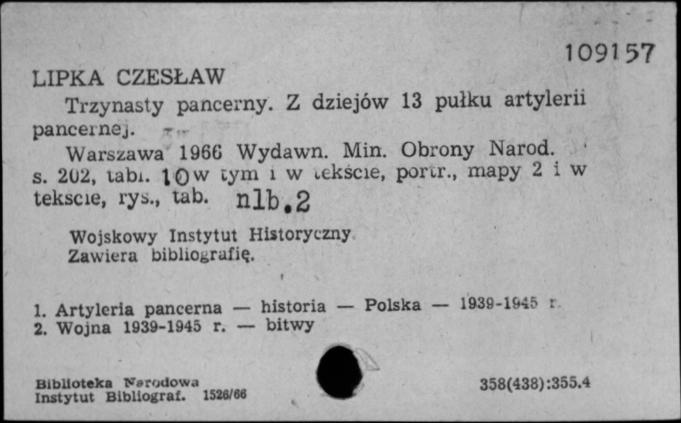 109157
LIPKA CZESŁAW
Trzynasty pancerny. Z dziejów 13 pułku artylerii
pancernej.
Warszawa 1966 Wydawn. Min. Obrony Narod.
s. 202, tabl. 10 w tym 1 w tekście, portr., mapy 2 i w
tekscie, rys., tab. nlb.2
Wojskowy Instytut Historyczny
Zawiera bibliografię.
1. Artyleria pancerna — historia — Polska — 1939-1945 r.
2. Wojna 1939-1945 r. — bitwy
Biblioteka Narodowa
Instytut Bibliograf. 1526/66
358(438):355.4